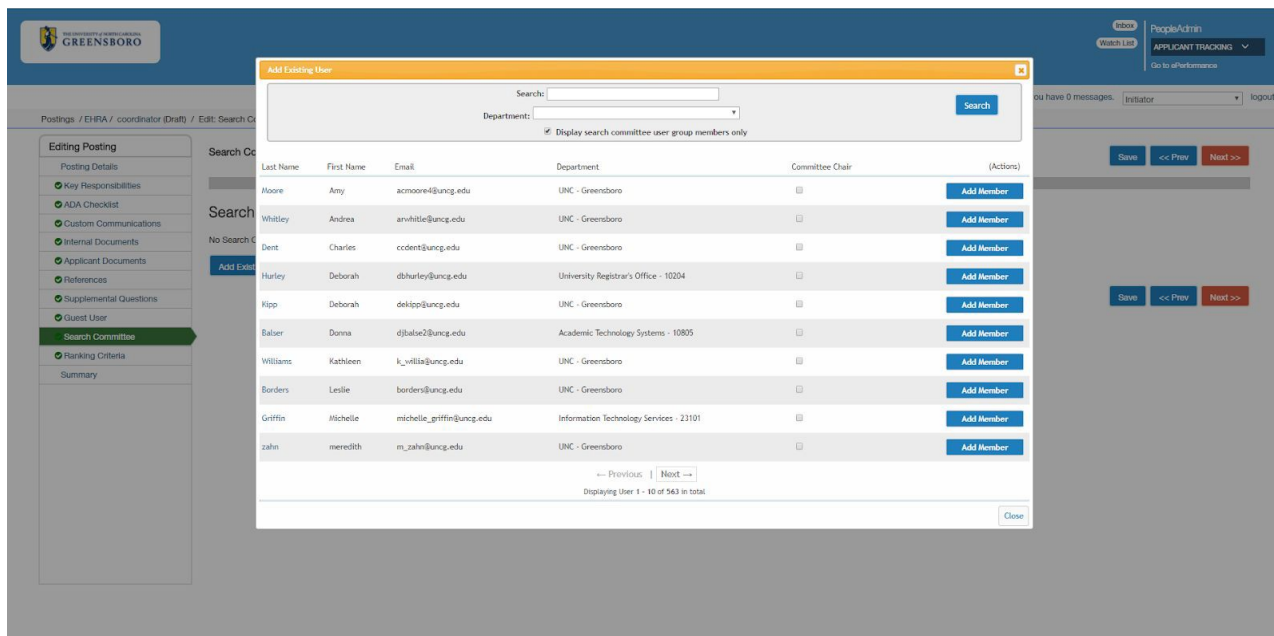 THE UNIVERSITY of NORTH CAROLINA
GREENSBORO
Inbox
Watch List
PeopleAdmin
APPLICANT TRACKING
Go to ePerformance
ou have 0 messages.
Initiator
logout
Postings / EHRA / coordinator (Draft) / Edit: Search Co
Editing Posting
Posting Details
Key Responsibilities
ADA Checklist
Custom Communications
Internal Documents
Applicant Documents
References
Supplemental Questions
Guest User
Search Committee
Ranking Criteria
Summary
Search Co
Save << Prev Next >>
Search
No Search C
Add Exist
Save << Prev Next >>
Add Existing User
Search:
Search
Department:
Display search committee user group members only
Last Name First Name Email Department Committee Chair (Actions)
Moore Amy acmoore4@uncg.edu UNC - Greensboro Add Member
Whitley Andrea arwhitle@uncg.edu UNC - Greensboro Add Member
Dent Charles ccdent@uncg.edu UNC - Greensboro Add Member
Hurley Deborah dbhurley@uncg.edu University Registrar's Office - 10204 Add Member
Kipp Deborah dekipp@uncg.edu UNC - Greensboro Add Member
Balser Donna djbalse2@uncg.edu Academic Technology Systems - 10805 Add Member
Williams Kathleen k_willia@uncg.edu UNC - Greensboro Add Member
Borders Leslie borders@uncg.edu UNC - Greensboro Add Member
Griffin Michelle michelle_griffin@uncg.edu Information Technology Services - 23101 Add Member
zahn meredith m_zahn@uncg.edu UNC - Greensboro Add Member
← Previous | Next →
Displaying User 1 - 10 of 563 in total
Close